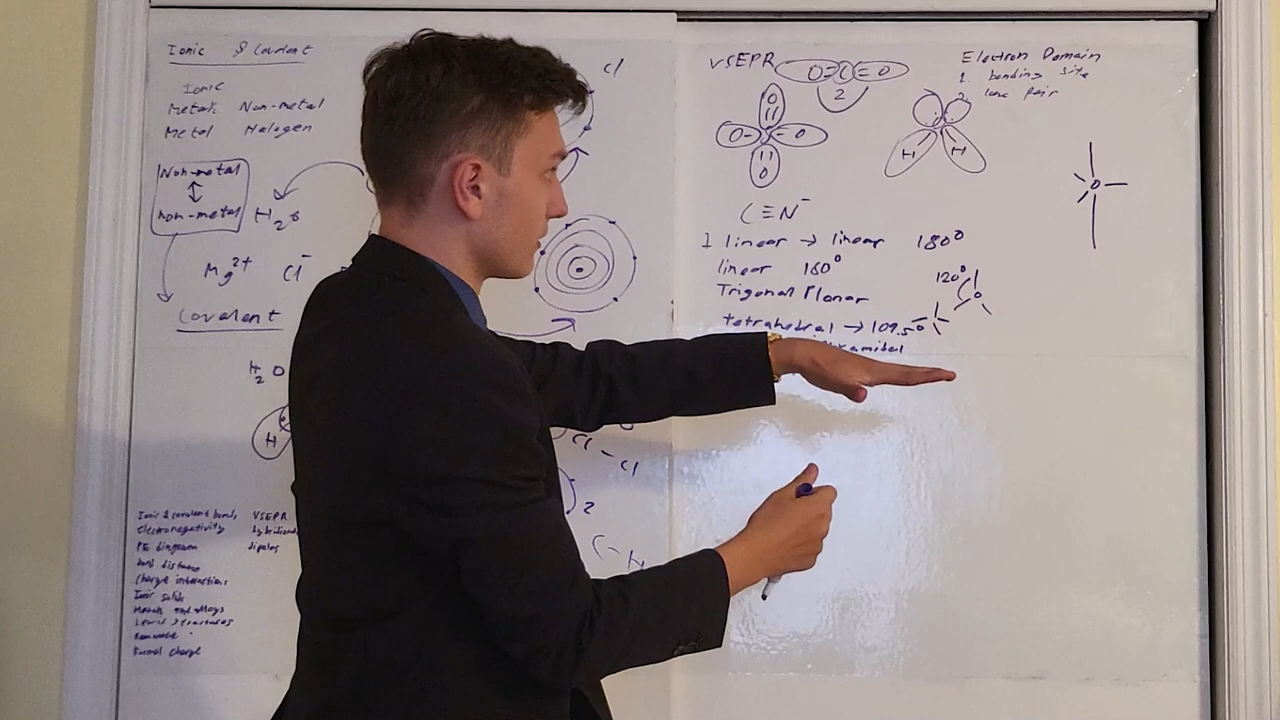 Ionic & Covalent
Ionic
Metal Non-metal
Metal Halogen
Non-metal
non-metal
H2O
Mg2+ Cl-
Covalent
H2O
H
Ionic & covalent bonds
electronegativity
PE diagram
bond distance
charge interactions
Ionic solids
Metals and alloys
Lewis structures
Resonance
Formal charge
VSEPR
dipoles
Cl
Cl - Cl
2
C - H
VSEPR
O=C=O
2
O
O- =O
O
H H
Electron Domain
1. bonding site
2. lone pair
C≡N-
1 linear → linear 180°
linear 180°
Trigonal Planar
120°
tetrahedral → 109.5°